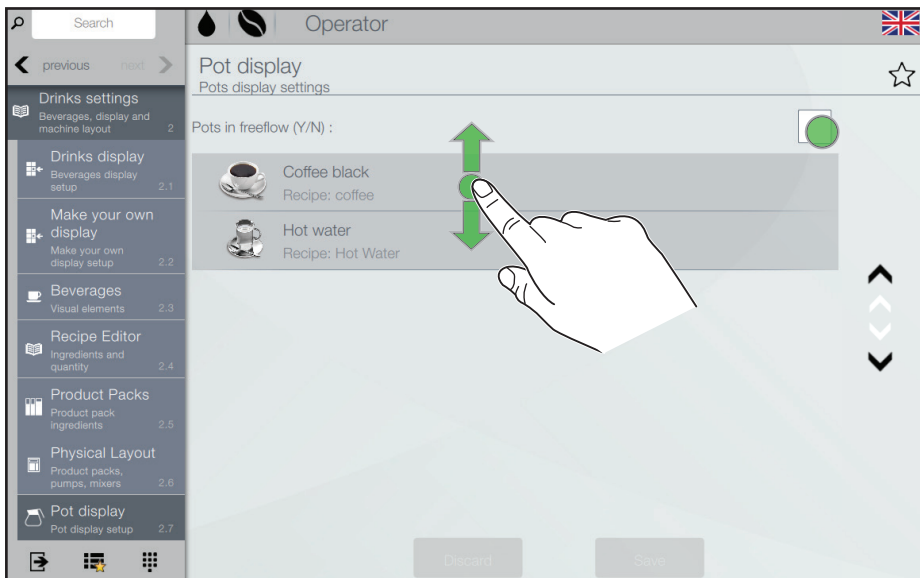 Search
Operator
previous
next
Pot display
Pots display settings
Drinks settings
Beverages, display and
machine layout 2
Pots in freeflow (Y/N) :
Drinks display
Beverages display
setup 2.1
Coffee black
Recipe: coffee
Make your own
display
Make your own
display setup 2.2
Hot water
Recipe: Hot Water
Beverages
Visual elements 2.3
Recipe Editor
Ingredients and
quantity 2.4
Product Packs
Product pack
ingredients 2.5
Physical Layout
Product packs,
pumps, mixers 2.6
Pot display
Pot display setup 2.7
Discard
Save